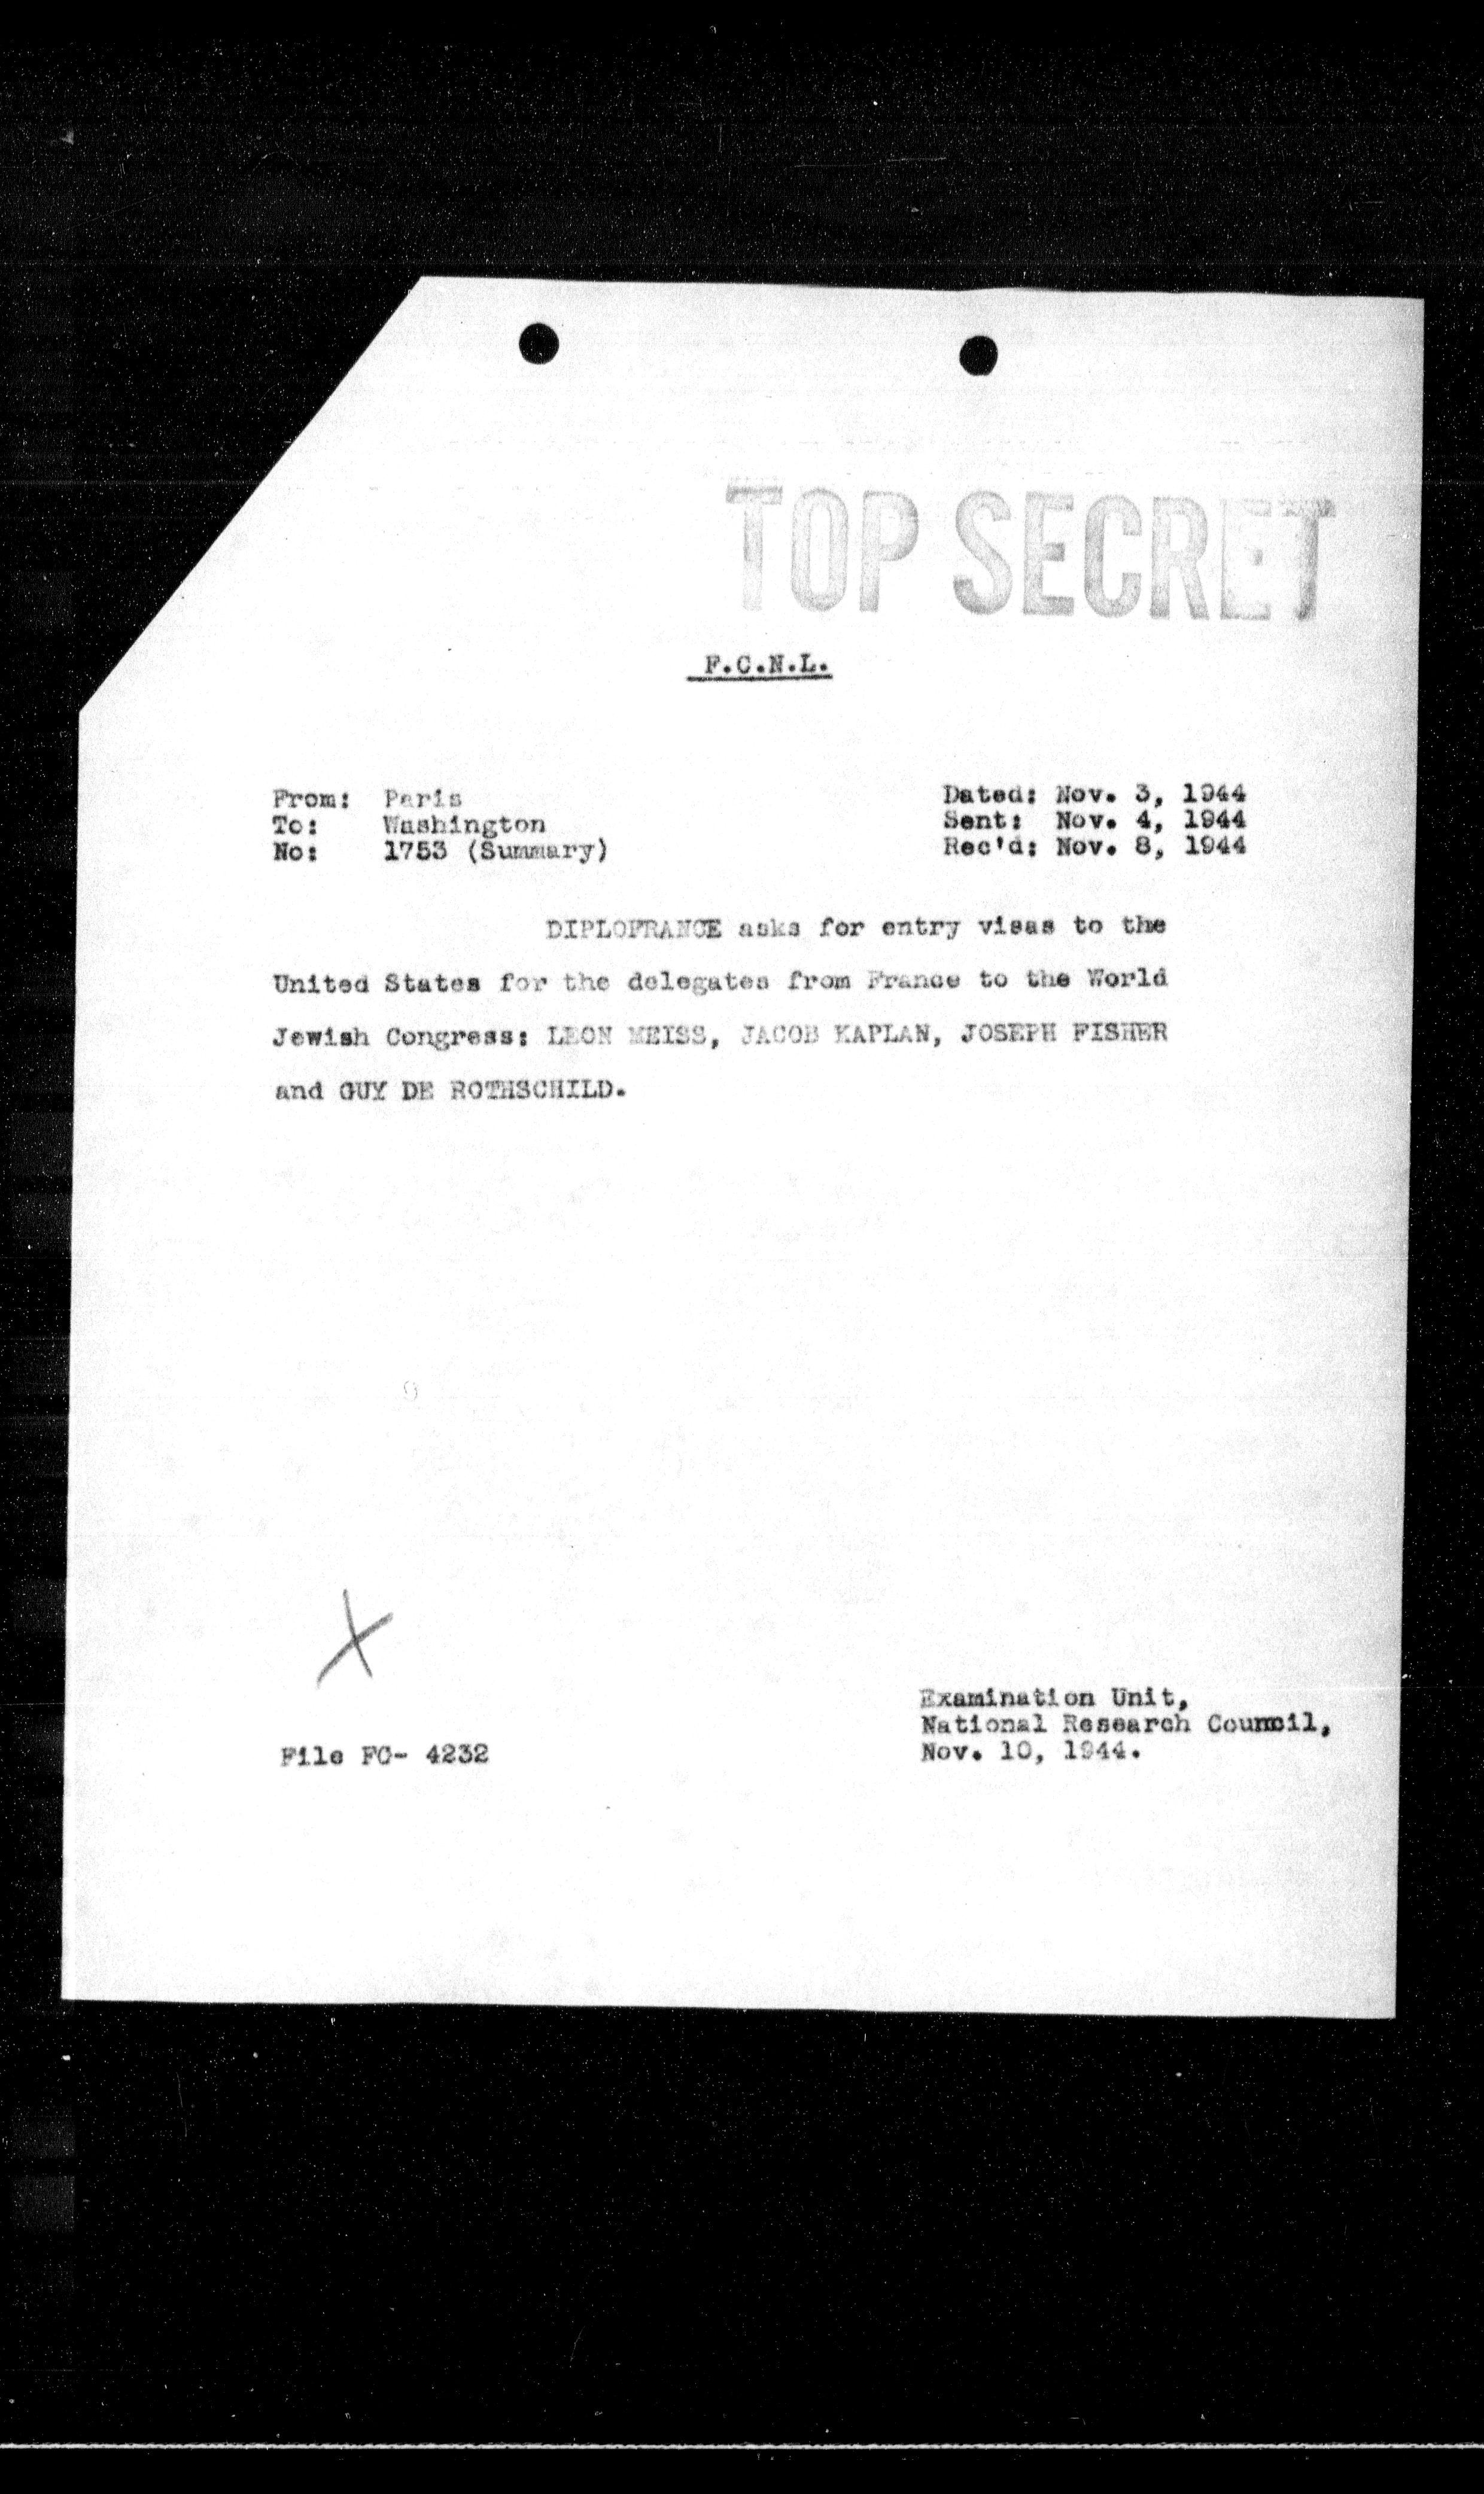 TOP SECRET
F.C.N.L.
From: Paris
To: Washington
No: 1753 (Summary)
Dated: Nov. 3, 1944
Sent: Nov. 4, 1944
Rec'd: Nov. 8, 1944
DIPLOFRANCE asks for entry visas to the
United States for the delegates from France to the World
Jewish Congress: LEON MEISS, JACOB KAPLAN, JOSEPH FISHER
and GUY DE ROTHSCHILD.
X
Examination Unit,
National Research Council,
Nov. 10, 1944.
File FC- 4232